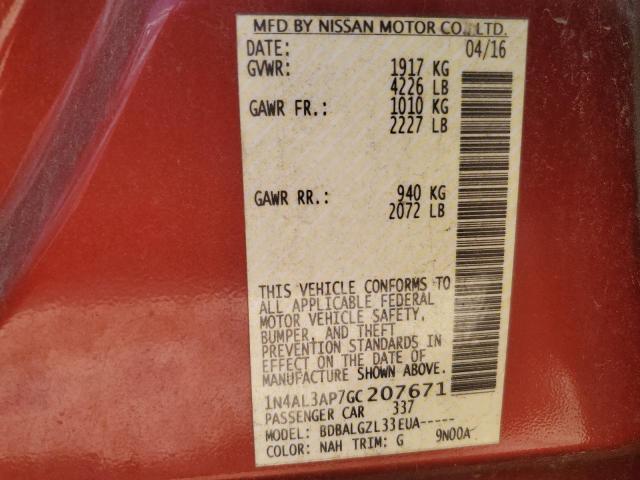 MFD BY NISSAN MOTOR CO.,LTD.
DATE: 04/16
GVWR: 1917 KG
4226 LB
GAWR FR.: 1010 KG
2227 LB
GAWR RR.: 940 KG
2072 LB
THIS VEHICLE CONFORMS TO
ALL APPLICABLE FEDERAL
MOTOR VEHICLE SAFETY,
BUMPER, AND THEFT
PREVENTION STANDARDS IN
EFFECT ON THE DATE OF
MANUFACTURE SHOWN ABOVE.
1N4AL3AP7GC207671
PASSENGER CAR 337
MODEL: BDBALGZL33EUA-----
COLOR: NAH TRIM: G 9N00A